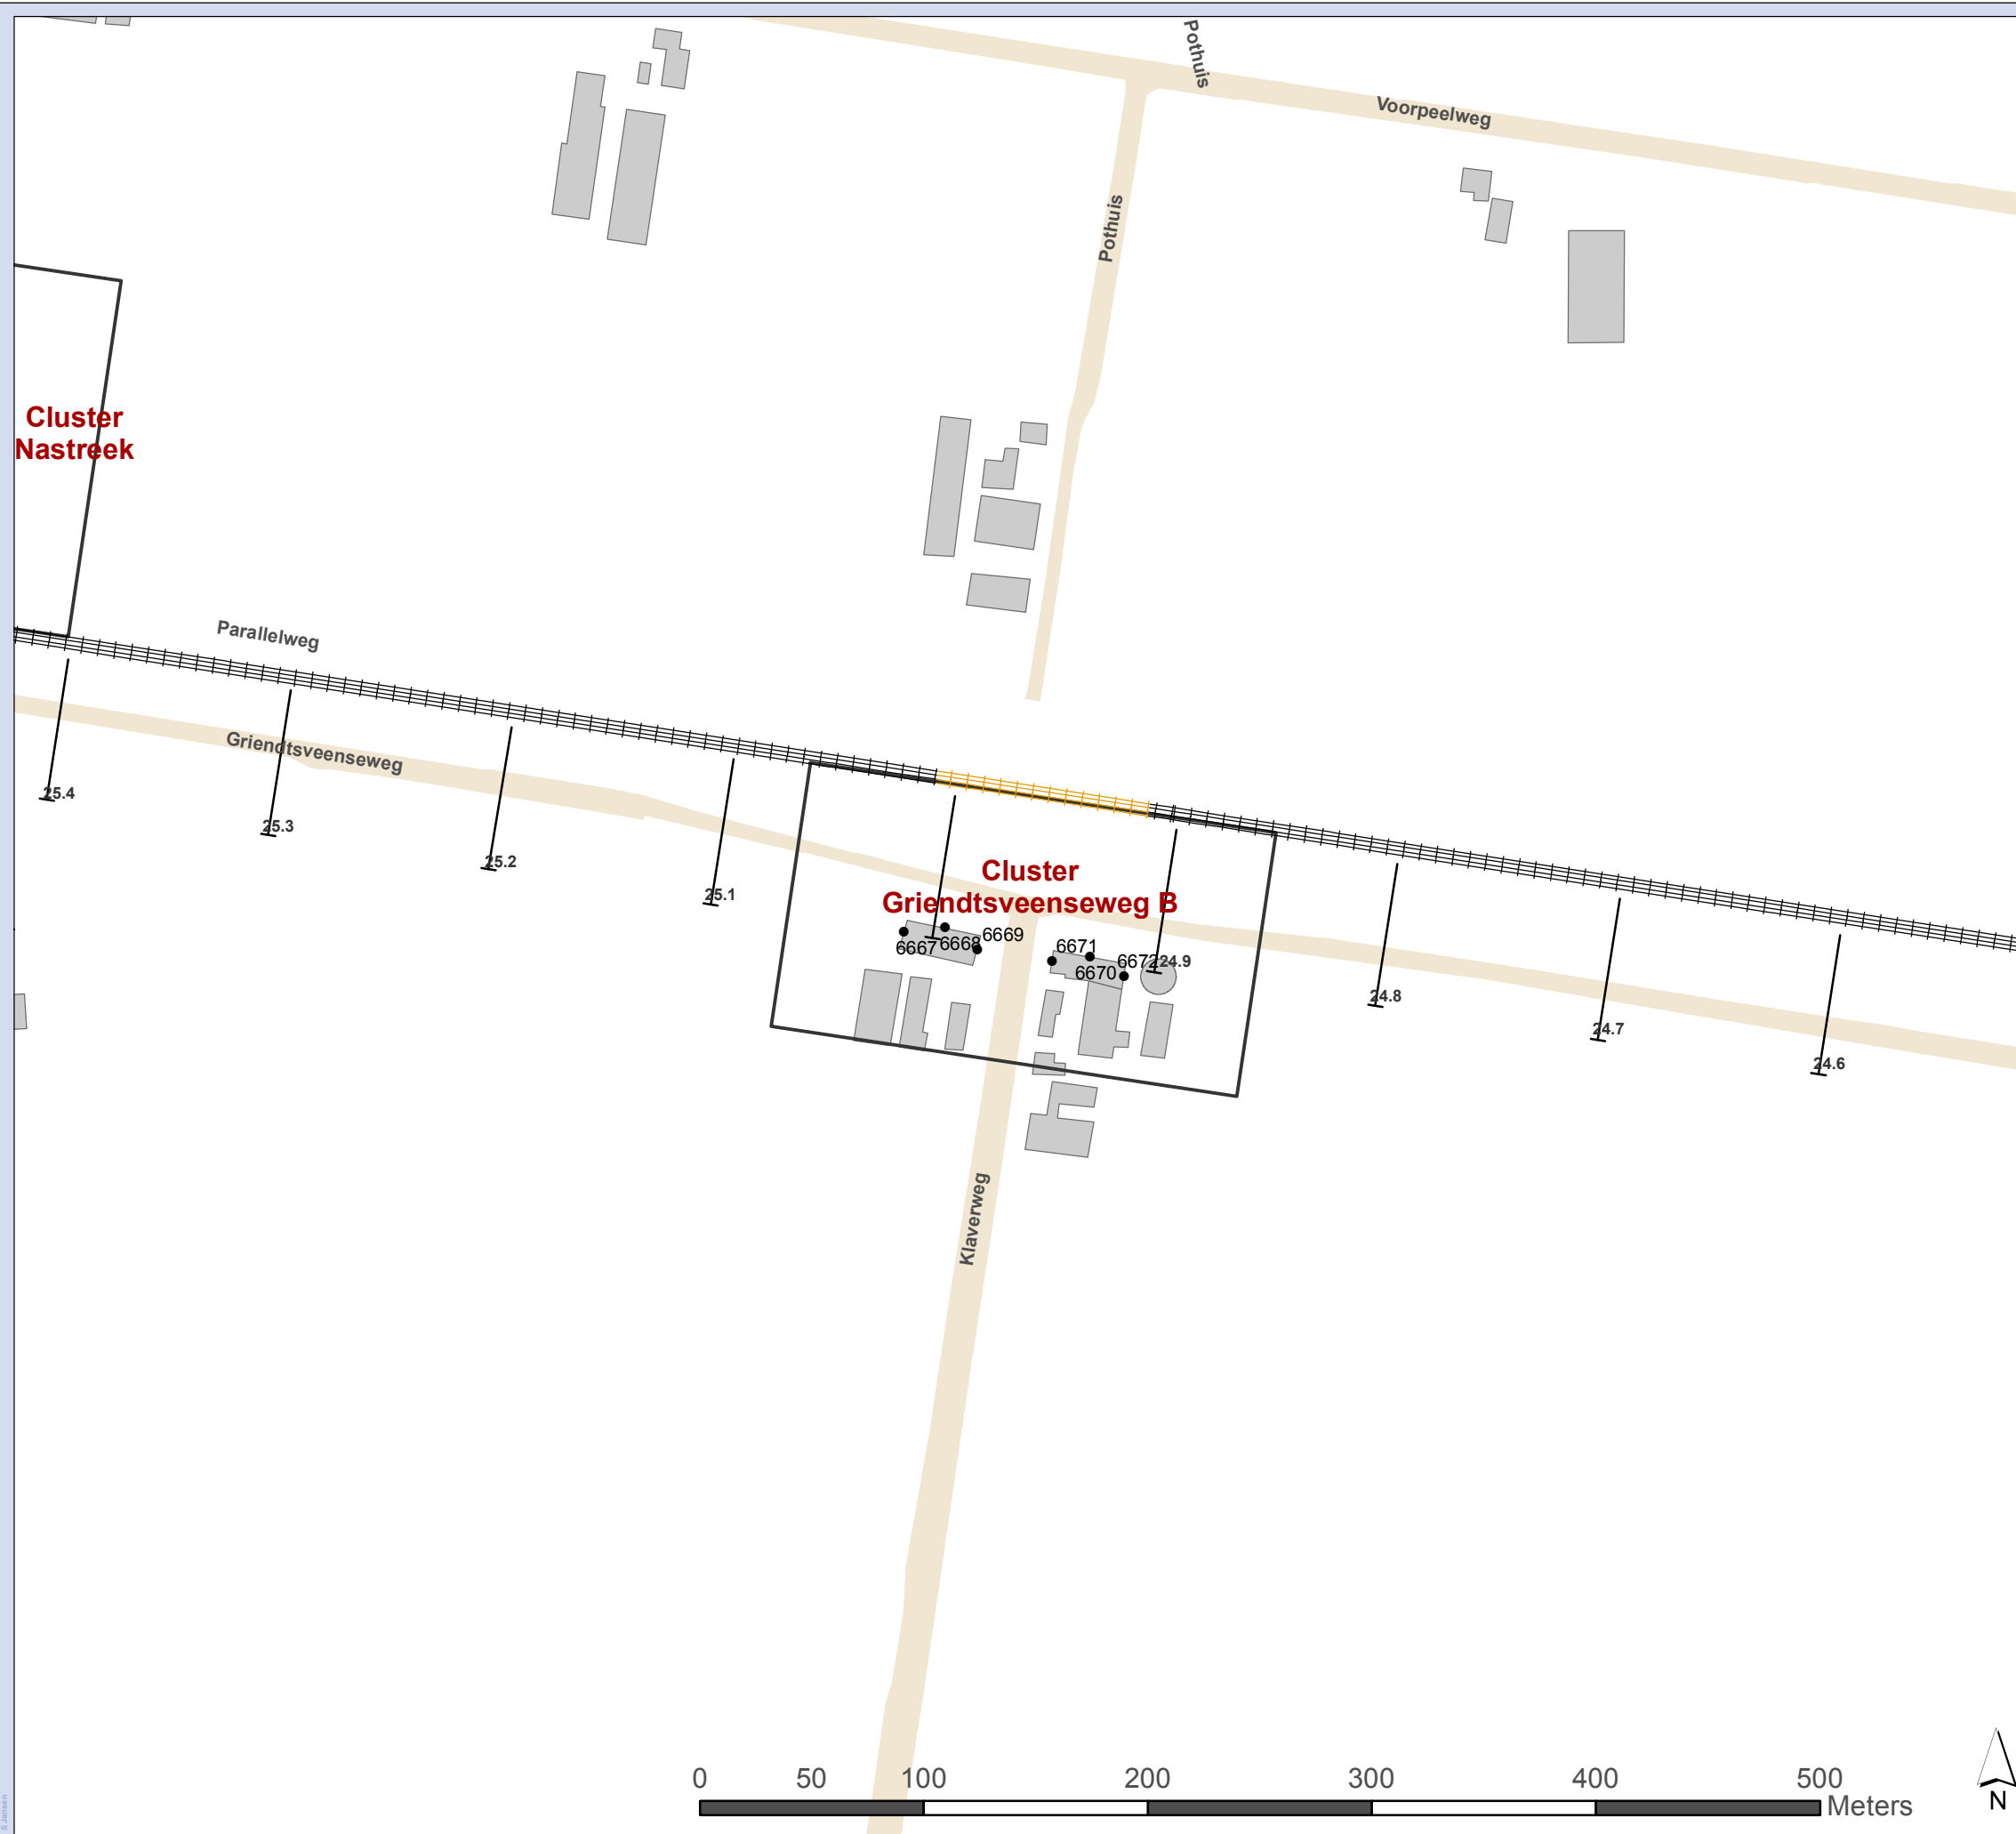 Pothuis
Voorpeelweg
Pothuis
Cluster
Nastreek
Parallelweg
Griendtsveenseweg
25.4
25.3
25.2
25.1
Cluster
Griendtsveenseweg B
6667
6668
6669
6671
6670
6672
24.9
24.8
24.7
24.6
Klaverweg
0 50 100 200 300 400 500
Meters
N
S Jansen